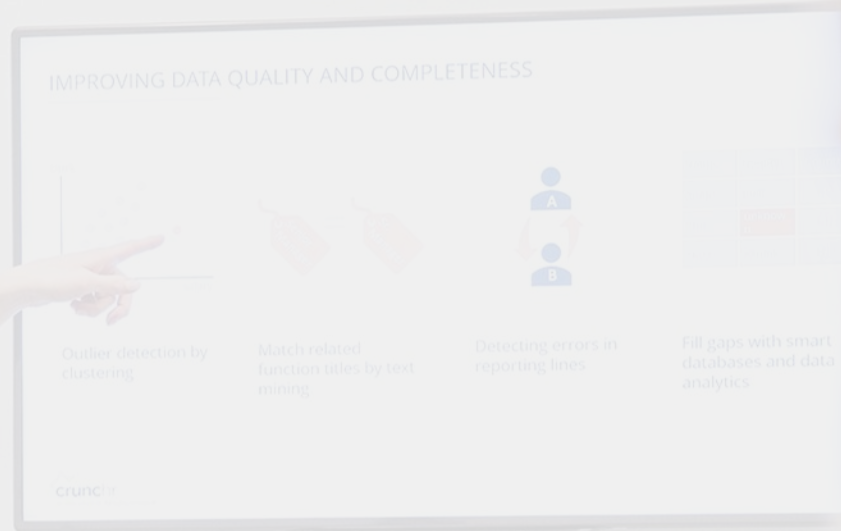 IMPROVING DATA QUALITY AND COMPLETENESS
A
B
Outlier detection by
clustering
Match related
function titles by text
mining
Detecting errors in
reporting lines
Fill gaps with smart
databases and data
analytics